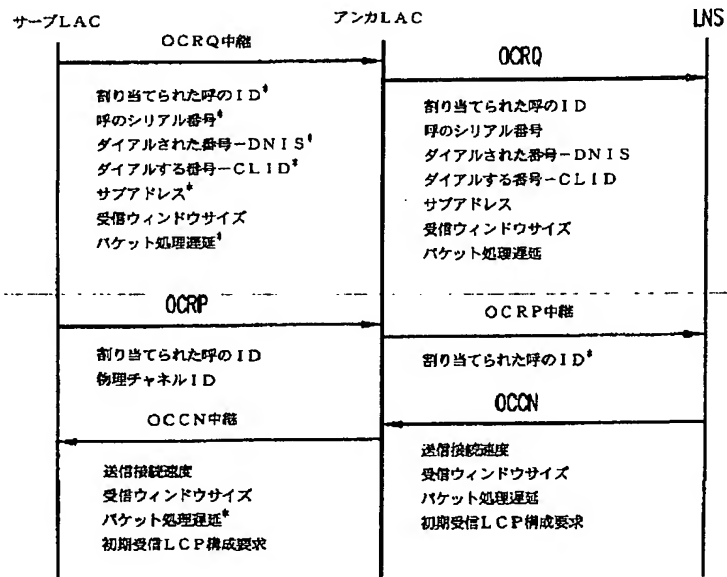 サーブLAC
アンカLAC
LNS
OCRQ中継
OCRQ
割り当てられた呼のID*
呼のシリアル番号*
ダイアルされた番号−DNIS*
ダイアルする番号−CLID*
サブアドレス*
受信ウィンドウサイズ
パケット処理遅延*
割り当てられた呼のID
呼のシリアル番号
ダイアルされた番号−DNIS
ダイアルする番号−CLID
サブアドレス
受信ウィンドウサイズ
パケット処理遅延
OCRP
OCRP中継
割り当てられた呼のID
物理チャネルID
割り当てられた呼のID*
OCCN中継
OCCN
送信接続速度
受信ウィンドウサイズ
パケット処理遅延*
初期受信LCP構成要求
送信接続速度
受信ウィンドウサイズ
パケット処理遅延
初期受信LCP構成要求